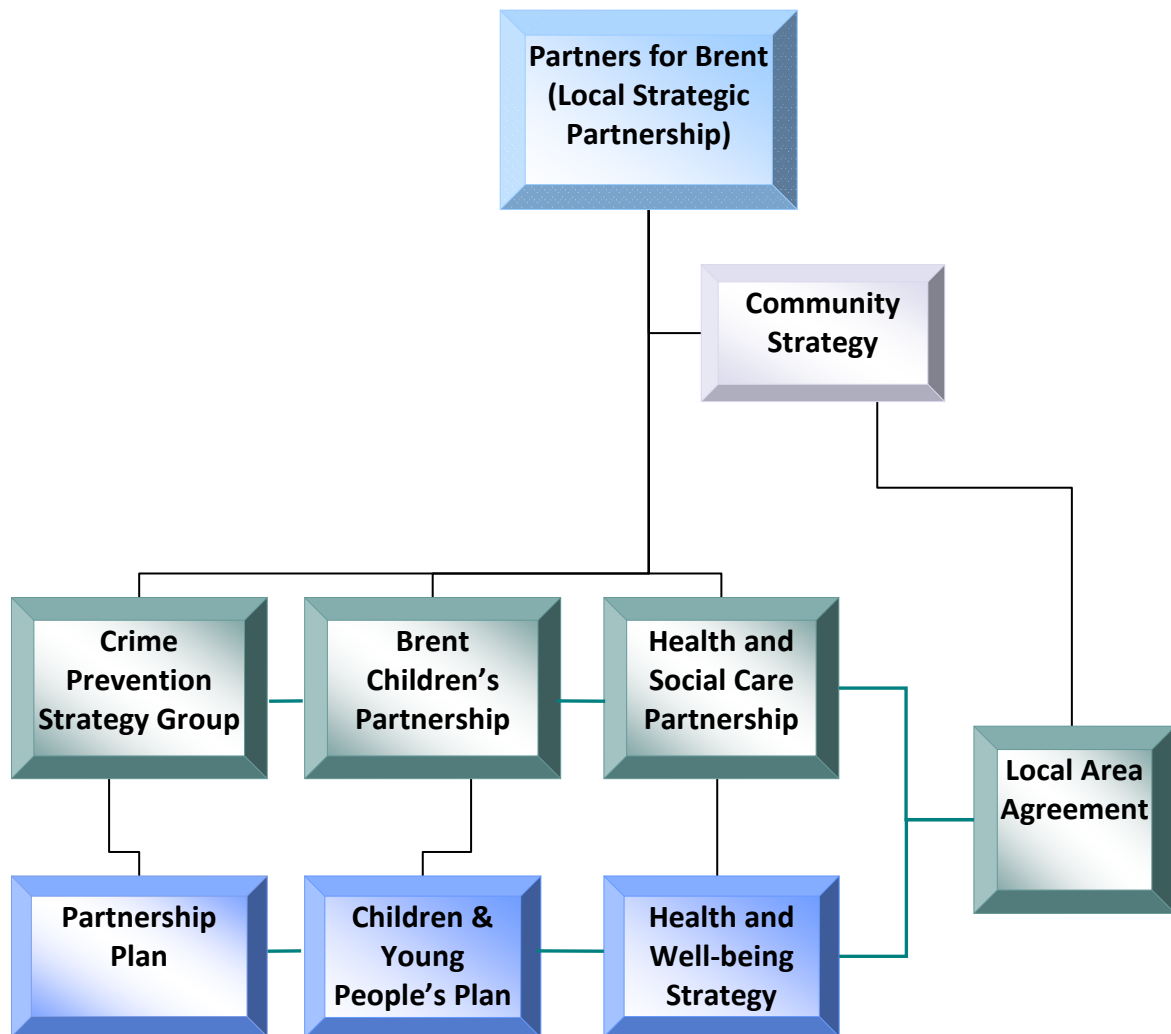 Partners for Brent
(Local Strategic
Partnership)
Community
Strategy
Crime
Prevention
Strategy Group
Brent
Children’s
Partnership
Health and
Social Care
Partnership
Local Area
Agreement
Partnership
Plan
Children &
Young
People’s Plan
Health and
Well-being
Strategy